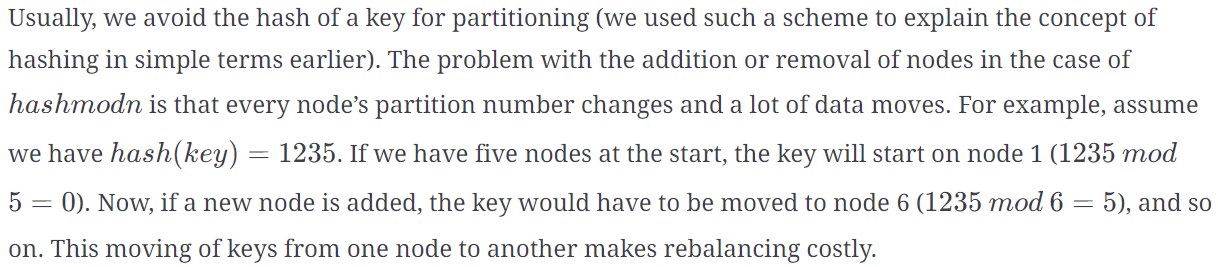 Usually, we avoid the hash of a key for partitioning (we used such a scheme to explain the concept of
hashing in simple terms earlier). The problem with the addition or removal of nodes in the case of
hashmodn is that every node’s partition number changes and a lot of data moves. For example, assume
we have hash(key) = 1235. If we have five nodes at the start, the key will start on node 1 (1235 mod
5 = 0). Now, if a new node is added, the key would have to be moved to node 6 (1235 mod 6 = 5), and so
on. This moving of keys from one node to another makes rebalancing costly.